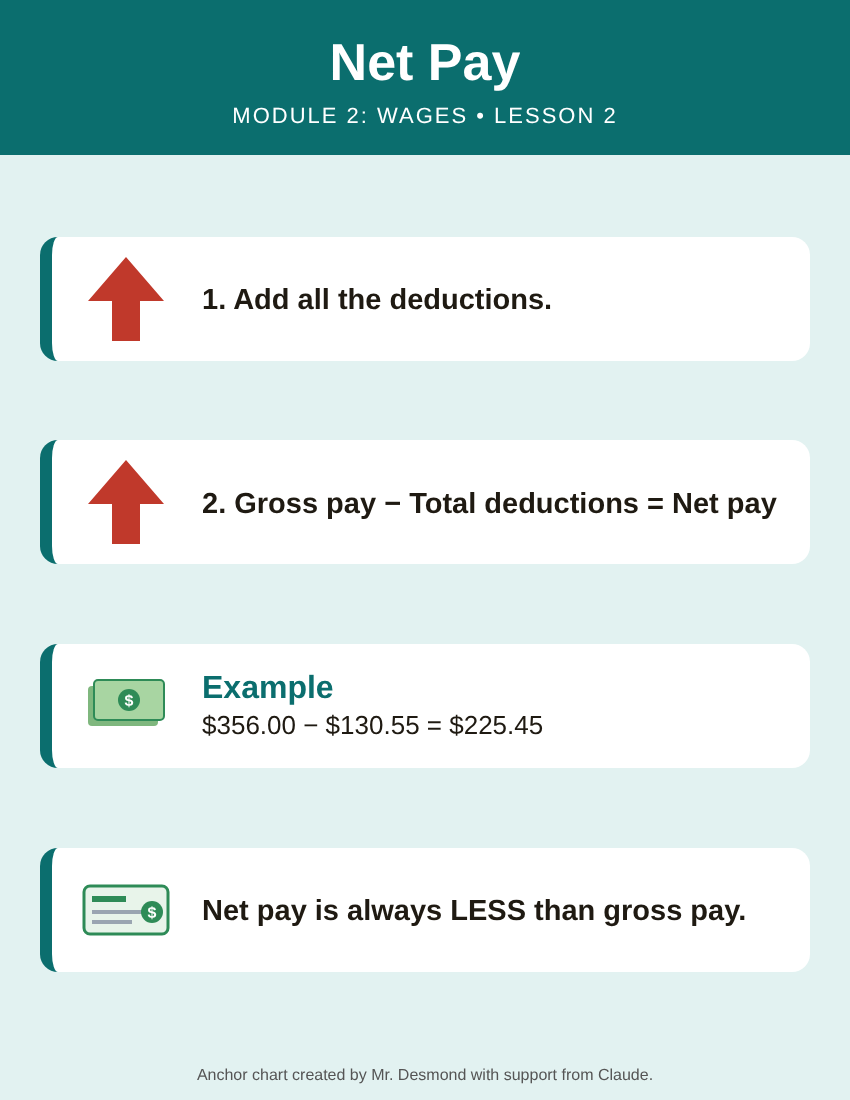 Net Pay
MODULE 2: WAGES • LESSON 2
1. Add all the deductions.
2. Gross pay − Total deductions = Net pay
$
Example
$356.00 − $130.55 = $225.45
$
Net pay is always LESS than gross pay.
Anchor chart created by Mr. Desmond with support from Claude.